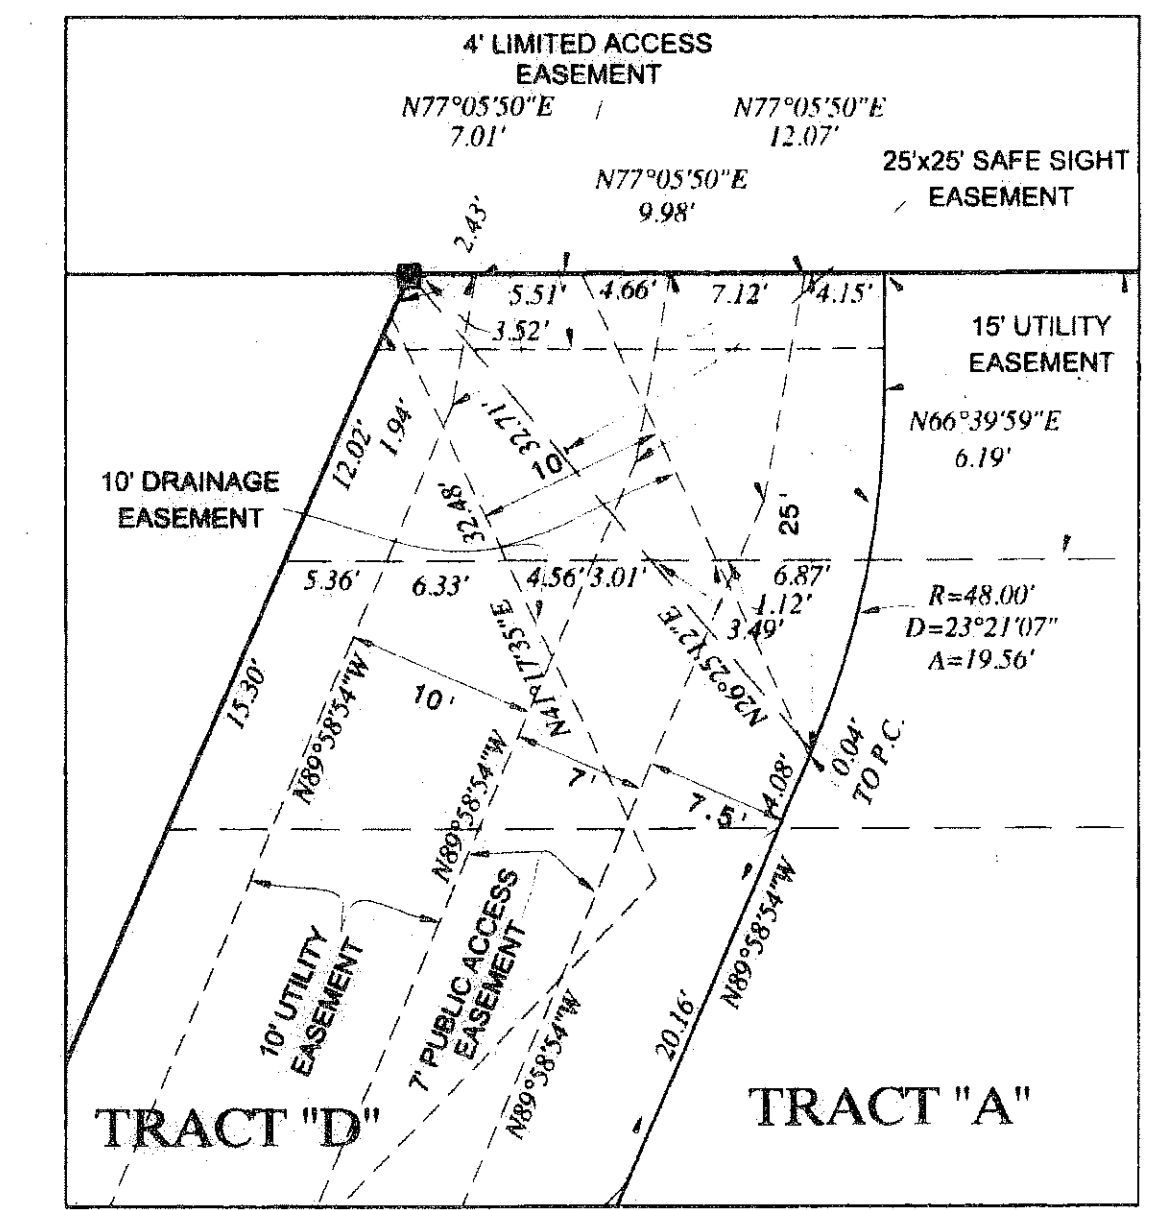 4' LIMITED ACCESS
EASEMENT
N77°05'50"E
7.01'
N77°05'50"E
12.07'
25'x25' SAFE SIGHT
EASEMENT
N77°05'50"E
9.98'
2.43'
5.51'
4.66'
7.12'
4.15'
3.52'
15' UTILITY
EASEMENT
N66°39'59"E
6.19'
12.02'
1.94'
32.71'
10'
32.48'
25'
10' DRAINAGE
EASEMENT
5.36'
6.33'
4.56'
3.01'
6.87'
1.12'
3.49'
R=48.00'
D=23°21'07"
A=19.56'
N41°17'35"E
N26°25'12"E
15.30'
N89°58'54"W
10'
N89°58'54"W
7'
7.5'
4.08'
0.04'
TO P.C.
10' UTILITY
EASEMENT
7' PUBLIC ACCESS
EASEMENT
N89°58'54"W
20.16'
N89°58'54"W
TRACT "D"
TRACT "A"